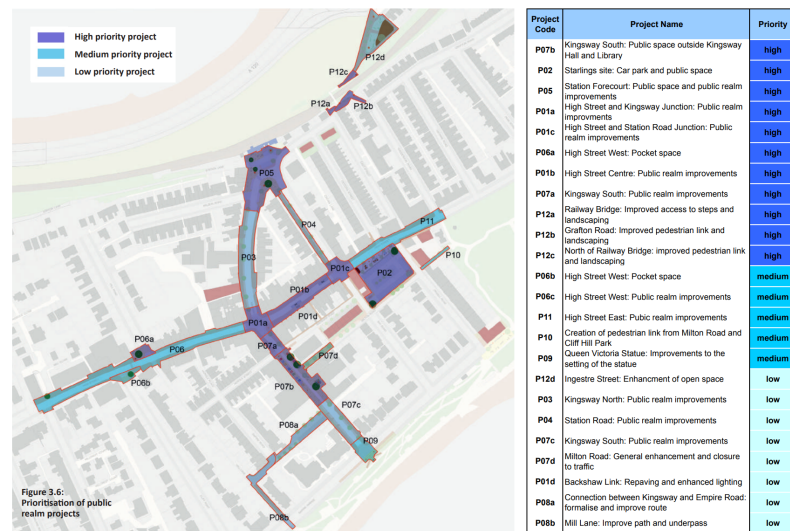 High priority project
Medium priority project
Low priority project
P12d
P12c
P12a
P12b
P05
P04
P11
P03
P10
P01c
P02
P01b
P01d
P01a
P06a
P07a
P06
P07d
P06b
P07b
P07c
P08a
P09
P08b
Figure 3.6:
Prioritisation of public
realm projects
Project
Code
Project Name
Priority
P07b
Kingsway South: Public space outside Kingsway
Hall and Library
high
P02
Starlings site: Car park and public space
high
P05
Station Forecourt: Public space and public realm
improvements
high
P01a
High Street and Kingsway Junction: Public realm
improvments
high
P01c
High Street and Station Road Junction: Public
realm improvements
high
P06a
High Street West: Pocket space
high
P01b
High Street Centre: Public realm improvements
high
P07a
Kingsway South: Public realm improvements
high
P12a
Railway Bridge: Improved access to steps and
landscaping
high
P12b
Grafton Road: Improved pedestrian link and
landscaping
high
P12c
North of Railway Bridge: improved pedestrian link
and landscaping
high
P06b
High Street West: Pocket space
medium
P06c
High Street West: Public realm improvements
medium
P11
High Street East: Pubic realm improvements
medium
P10
Creation of pedestrian link from Milton Road and
Cliff Hill Park
medium
P09
Queen Victoria Statue: Improvements to the
setting of the statue
medium
P12d
Ingestre Street: Enhancment of open space
low
P03
Kingsway North: Public realm improvements
low
P04
Station Road: Public realm improvements
low
P07c
Kingsway South: Public realm improvements
low
P07d
Milton Road: General enhancement and closure
to traffic
low
P01d
Backshaw Link: Repaving and enhanced lighting
low
P08a
Connection between Kingsway and Empire Road:
formalise and improve route
low
P08b
Mill Lane: Improve path and underpass
low